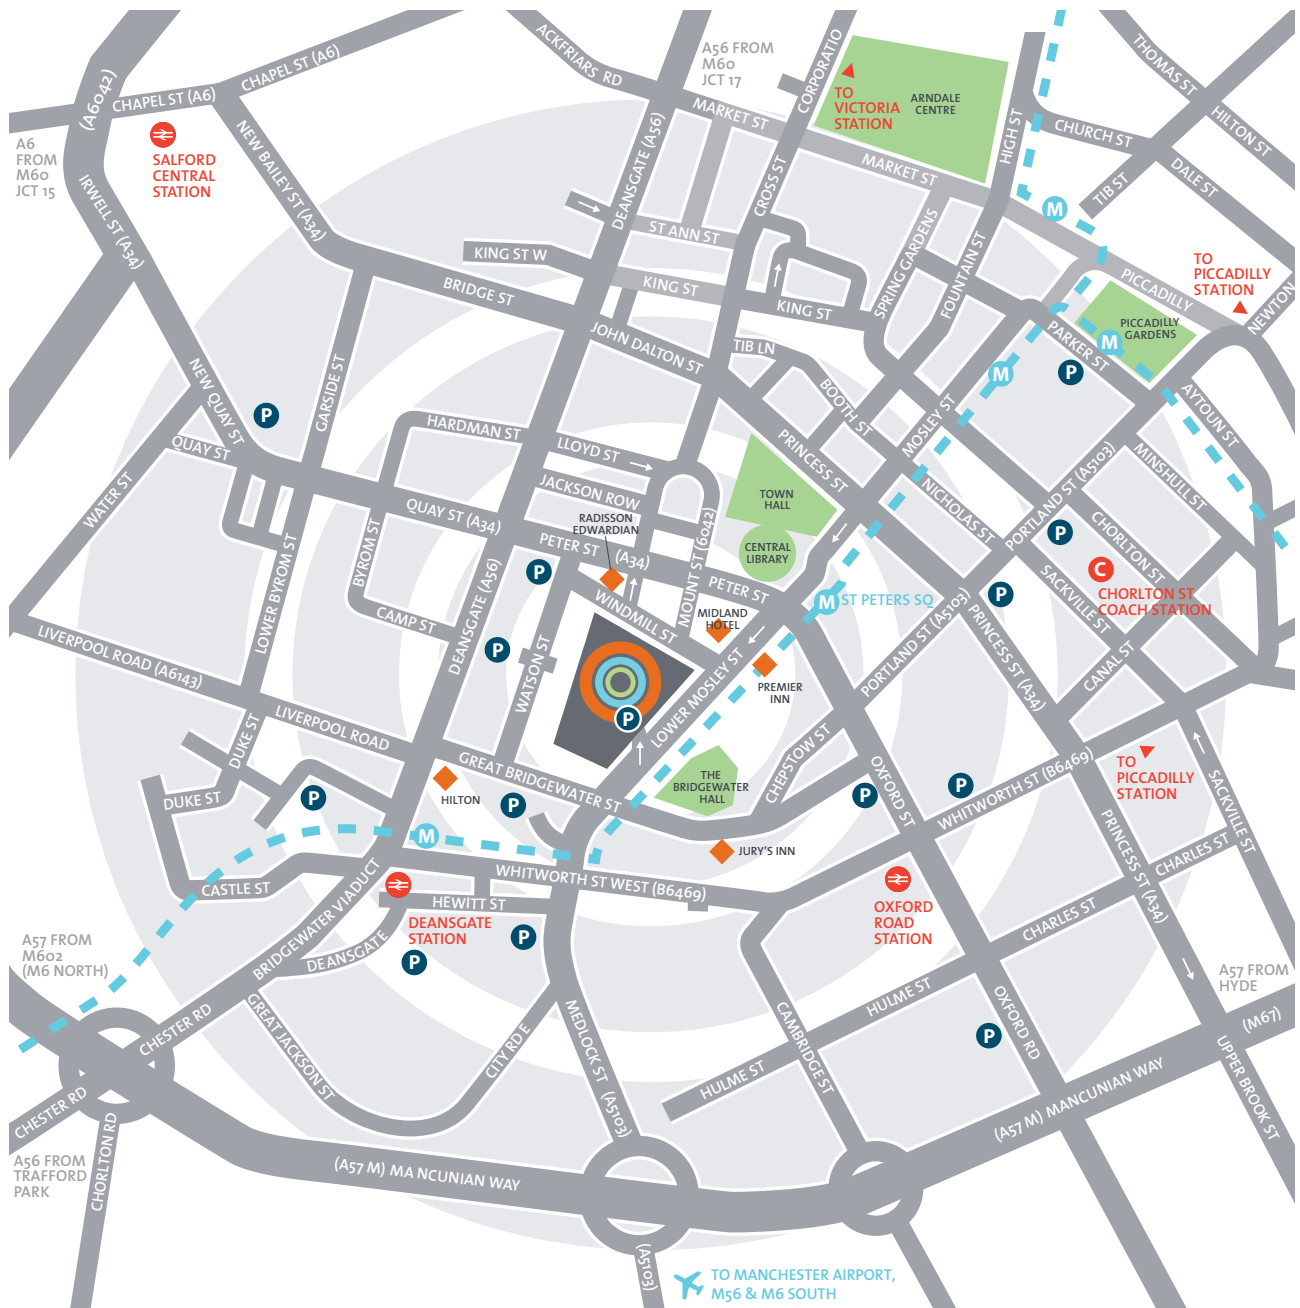 ACKFRIARS RD
A56 FROM
M60
JCT 17
CORPORATIO
THOMAS ST
CHAPEL ST (A6)
CHAPEL ST (A6)
(A6042)
TO
VICTORIA
STATION
ARNDALE
CENTRE
HILTON ST
MARKET ST
MARKET ST
HIGH ST
CHURCH ST
DALE ST
TIB ST
A6
FROM
M60
JCT 15
SALFORD
CENTRAL
STATION
NEW BAILEY ST (A34)
DEANSGATE (A56)
CROSS ST
IRWELL ST (A34)
M
ST ANN ST
SPRING GARDENS
FOUNTAIN ST
KING ST W
KING ST
KING ST
BRIDGE ST
TO
PICCADILLY
STATION
PICCADILLY
NEWTON
PICCADILLY
GARDENS
M
PARKER ST
P
M
JOHN DALTON ST
TIB LN
BOOTH ST
MOSLEY ST
AYTOUN ST
NEW QUAY ST
GARSIDE ST
P
HARDMAN ST
LLOYD ST
PRINCESS ST
MINSHULL ST
PORTLAND ST (A5103)
QUAY ST
WATER ST
JACKSON ROW
TOWN
HALL
NICHOLAS ST
CHORLTON ST
RADISSON
EDWARDIAN
QUAY ST (A34)
PETER ST
(A34)
MOUNT ST (6042)
CENTRAL
LIBRARY
P
C
CHORLTON ST
COACH STATION
SACKVILLE ST
BYROM ST
LOWER BYROM ST
P
PETER ST
P
M
ST PETERS SQ
CAMP ST
DEANSGATE (A56)
WINDMILL ST
MIDLAND
HOTEL
PORTLAND ST (A5103)
PRINCESS ST (A34)
CANAL ST
LIVERPOOL ROAD (A6143)
P
WATSON ST
P
LOWER MOSLEY ST
PREMIER
INN
LIVERPOOL ROAD
DUKE ST
DUKE ST
CHEPSTOW ST
OXFORD ST
WHITWORTH ST (B6469)
TO
PICCADILLY
STATION
SACKVILLE ST
GREAT BRIDGEWATER ST
THE
BRIDGEWATER
HALL
HILTON
P
P
P
P
M
JURY'S INN
PRINCESS ST (A34)
CHARLES ST
WHITWORTH ST WEST (B6469)
CASTLE ST
HEWITT ST
BRIDGEWATER VIADUCT
DEANSGATE
STATION
OXFORD
ROAD
STATION
CHARLES ST
P
P
DEANSGATE
A57 FROM
M602
(M6 NORTH)
A57 FROM
HYDE
HULME ST
HULME ST
OXFORD RD
P
(M67)
CHESTER RD
GREAT JACKSON ST
CITY RD E
MEDLOCK ST
(A5103)
CAMBRIDGE ST
UPPER BROOK ST
CHESTER RD
CHORLTON RD
(A57 M) MANCUNIAN WAY
(A57 M) MA NCUNIAN WAY
A56 FROM
TRAFFORD
PARK
(A5103)
TO MANCHESTER AIRPORT,
M56 & M6 SOUTH